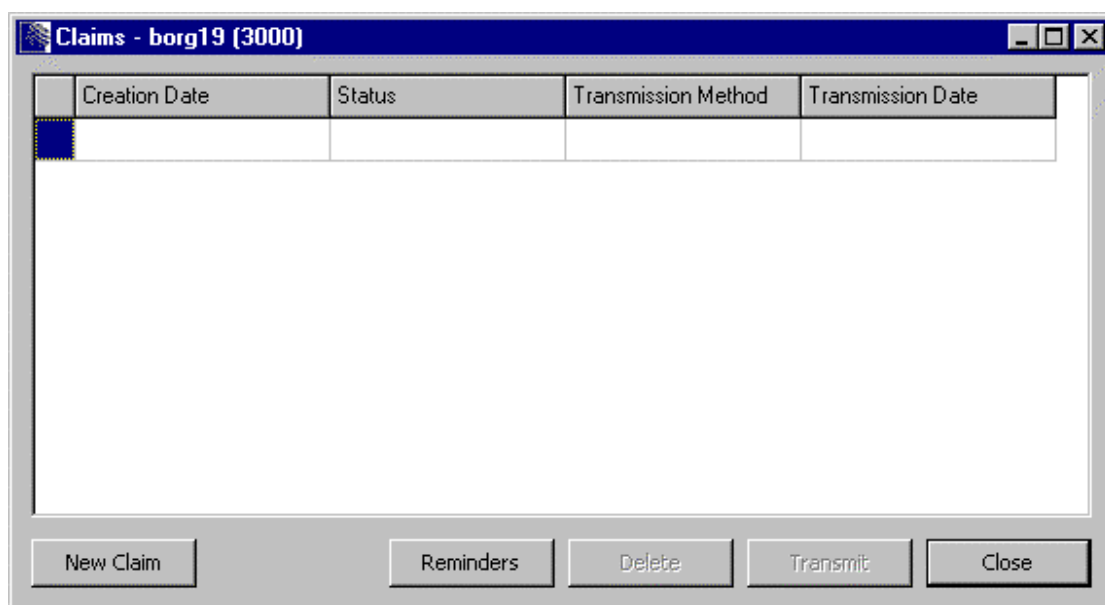 Claims - borg19 (3000)
Creation Date Status Transmission Method Transmission Date
New Claim Reminders Delete Transmit Close